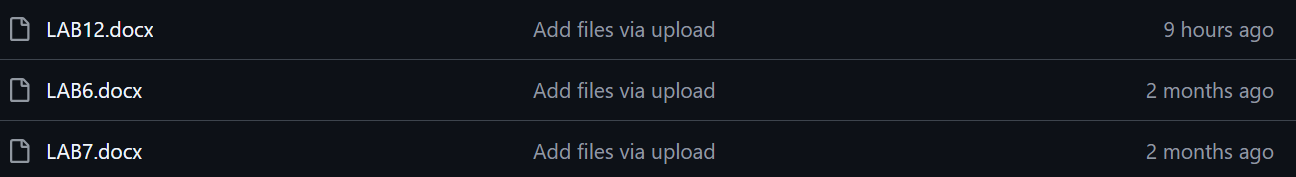 LAB12.docx Add files via upload 9 hours ago
LAB6.docx Add files via upload 2 months ago
LAB7.docx Add files via upload 2 months ago